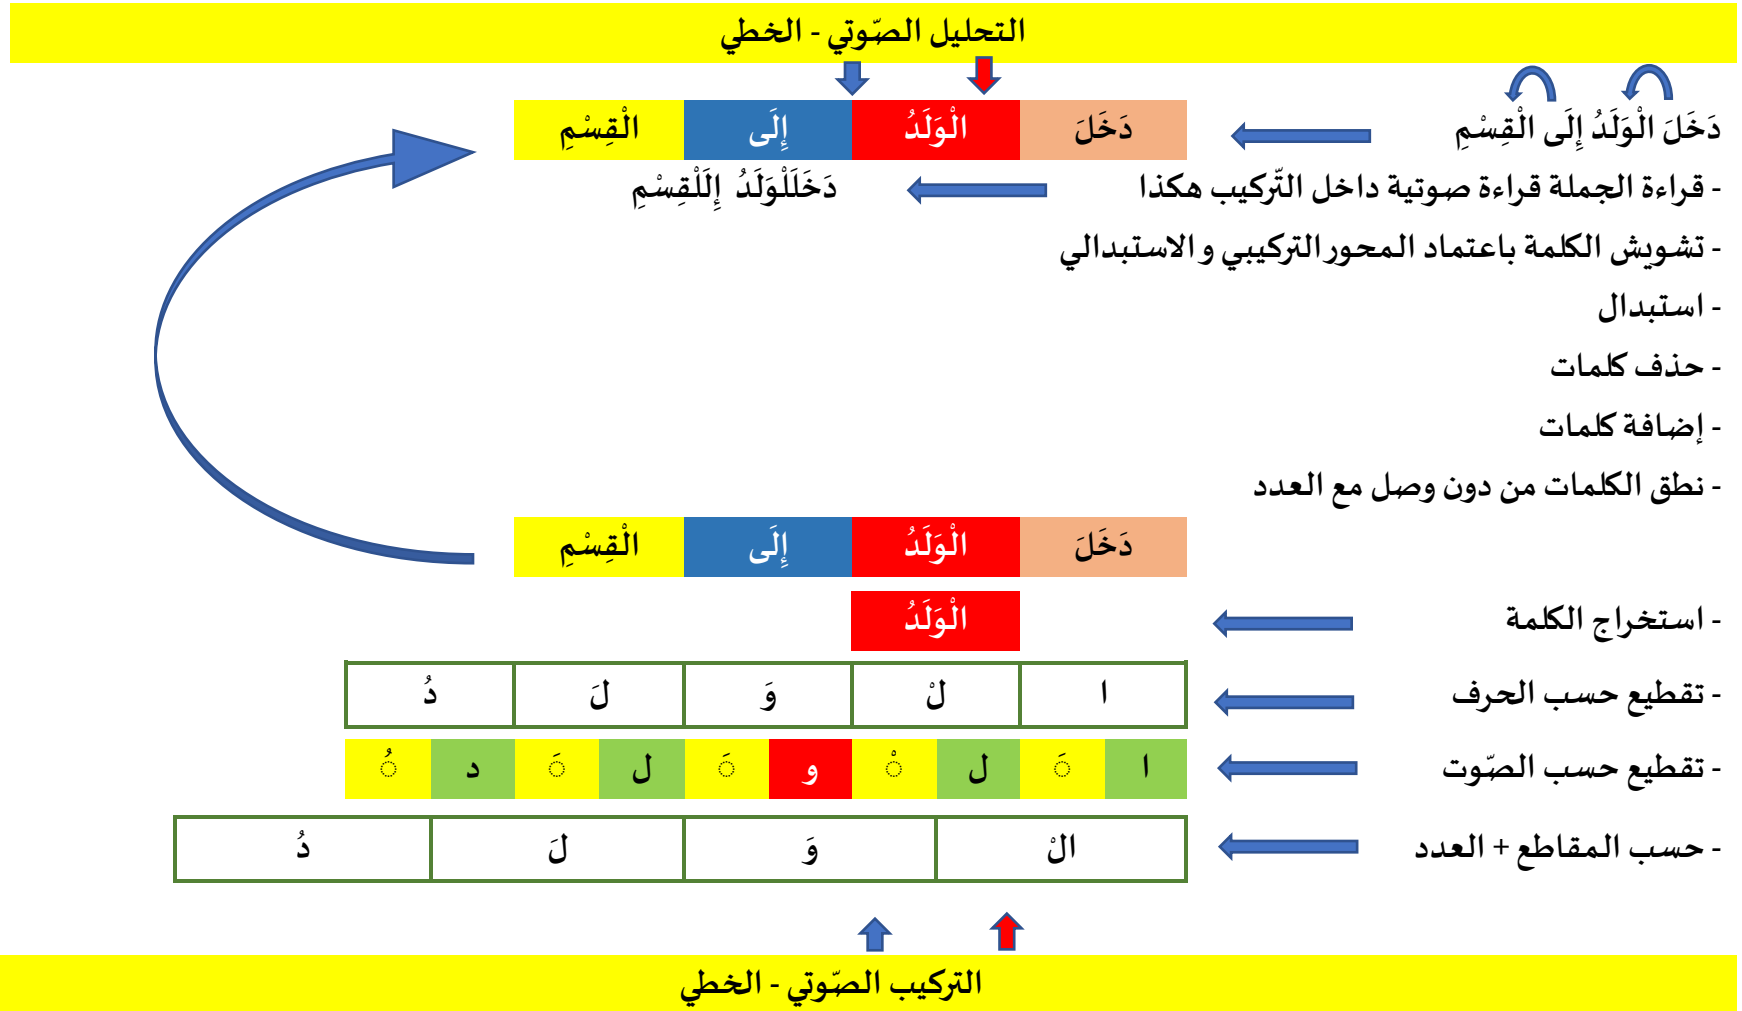 التحليل الصّوتي - الخطي
دَخَلَ الْوَلَدُ إِلَى الْقِسْمِ دَخَلَ الْوَلَدُ إِلَى الْقِسْمِ
- قراءة الجملة قراءة صوتية داخل التّركيب هكذا دَخَلَلْوَلَدُ إِلَلْقِسْمِ
- تشويش الكلمة باعتماد المحور التركيبي و الاستبدالي
- استبدال
- حذف كلمات
- إضافة كلمات
- نطق الكلمات من دون وصل مع العدد
دَخَلَ الْوَلَدُ إِلَى الْقِسْمِ
- استخراج الكلمة الْوَلَدُ
- تقطيع حسب الحرف ا لْ وَ لَ دُ
- تقطيع حسب الصّوت ا ◌َ ل ◌ْ و ◌َ ل ◌َ د ◌ُ
- حسب المقاطع + العدد الْ وَ لَ دُ
التركيب الصّوتي - الخطي